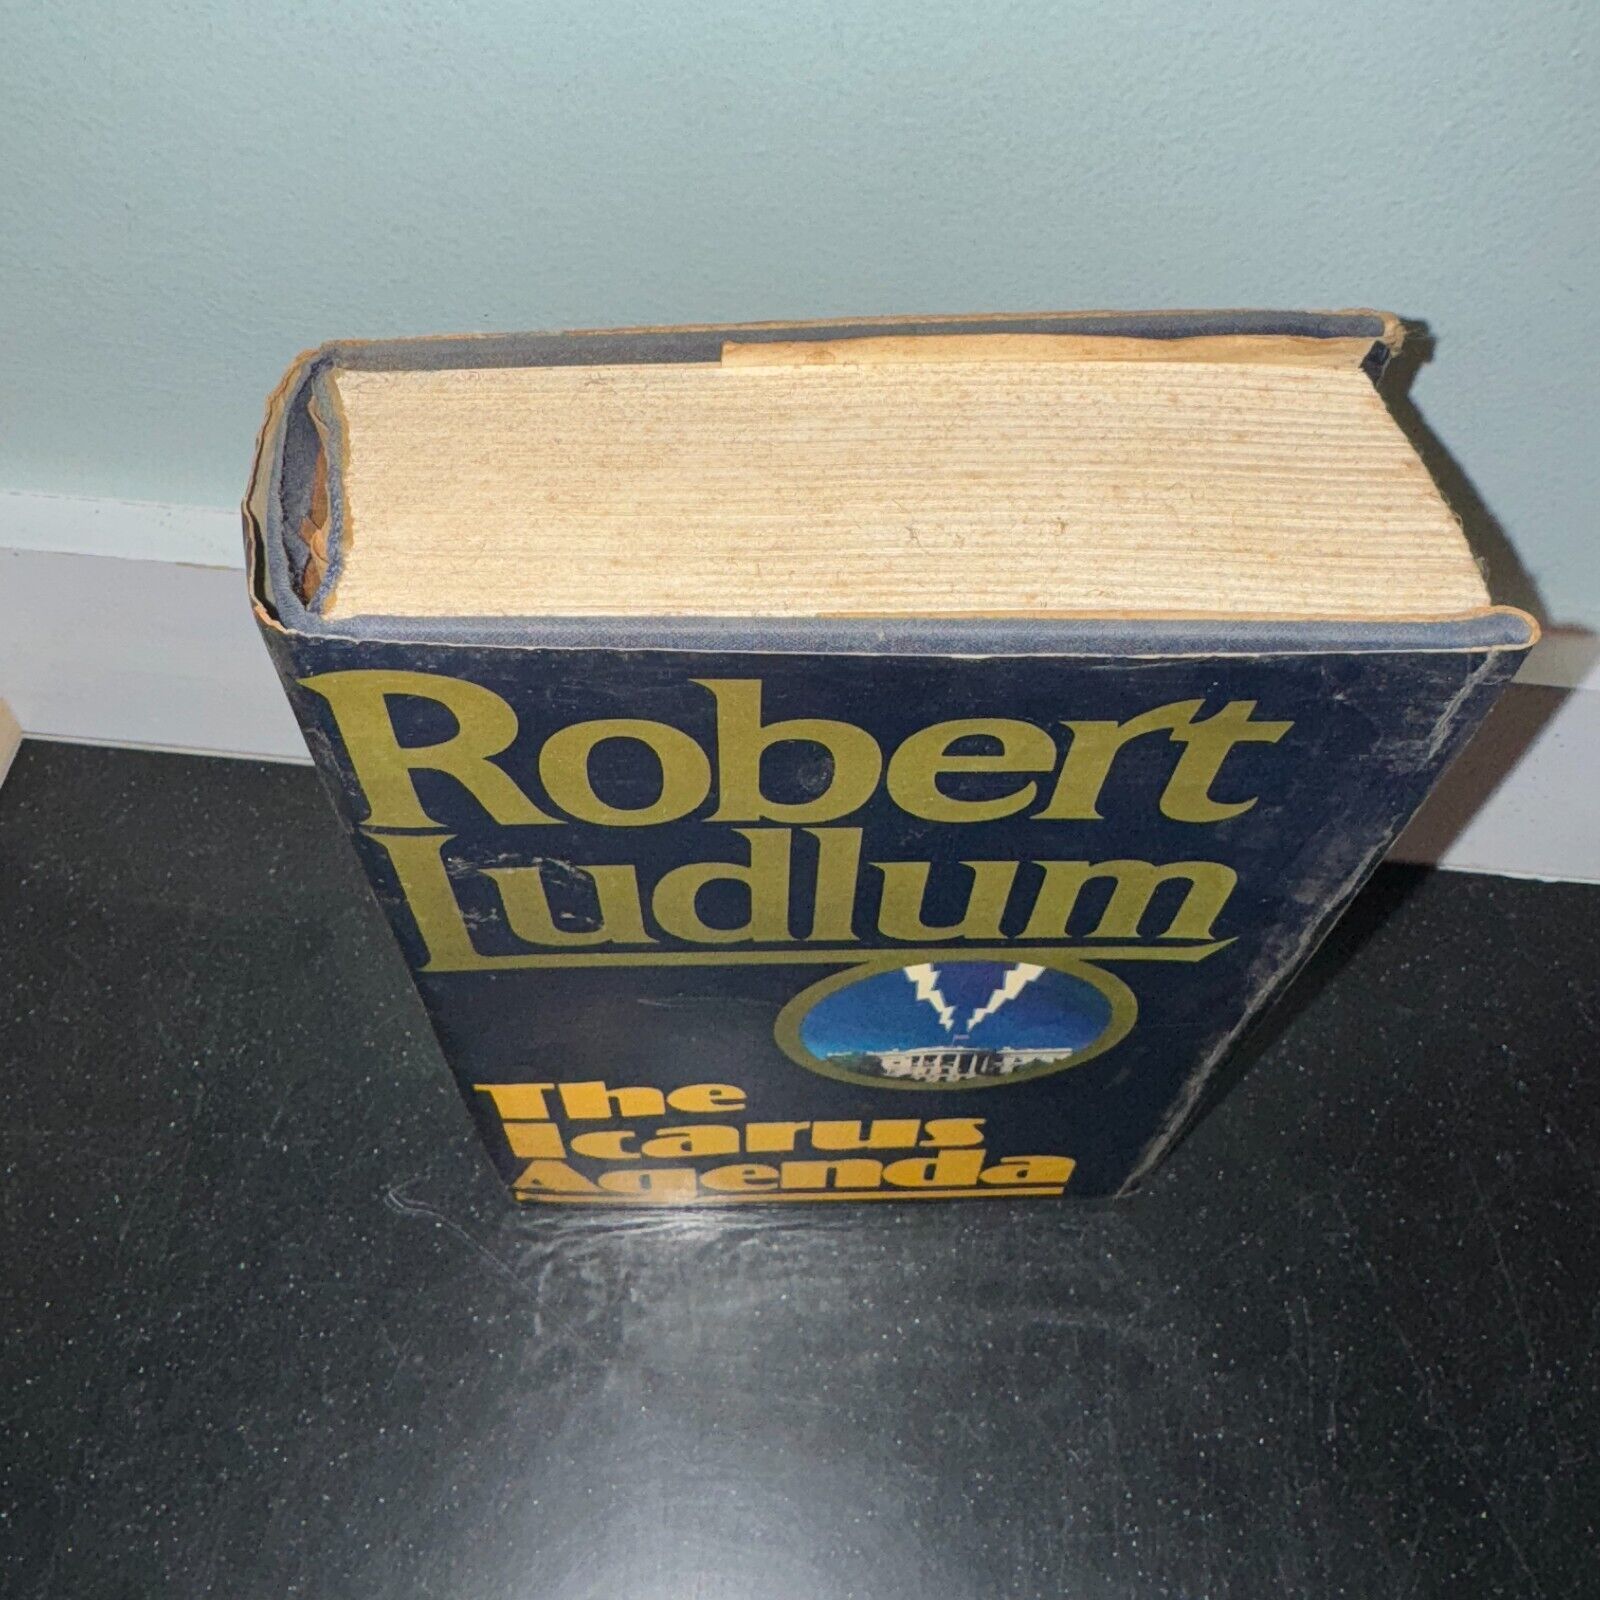 Robert
Ludlum
The
Icarus
Agenda